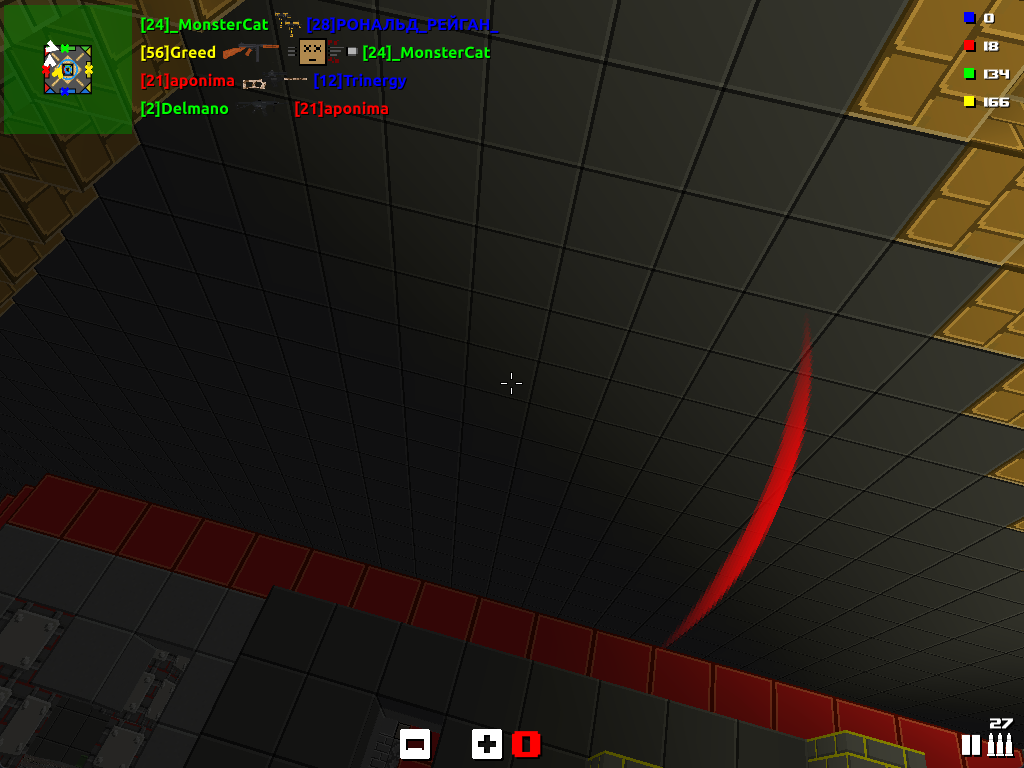 [24]_MonsterCat [28]РОНАЛЬД_РЕЙГАН_
[56]Greed [24]_MonsterCat
[21]aponima [12]Trinergy
[2]Delmano [21]aponima
0
18
134
166
0
27